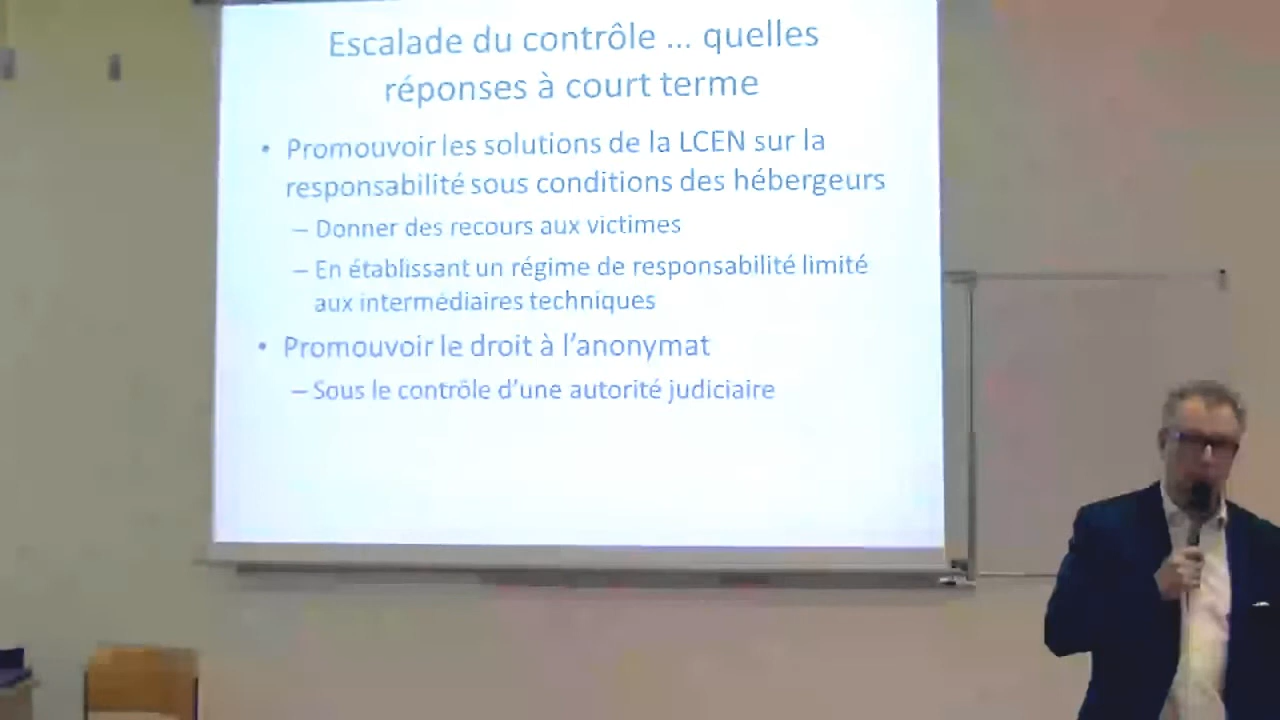 Escalade du contrôle ... quelles
réponses à court terme
• Promouvoir les solutions de la LCEN sur la
responsabilité sous conditions des hébergeurs
– Donner des recours aux victimes
– En établissant un régime de responsabilité limité
aux intermédiaires techniques
• Promouvoir le droit à l'anonymat
– Sous le contrôle d'une autorité judiciaire